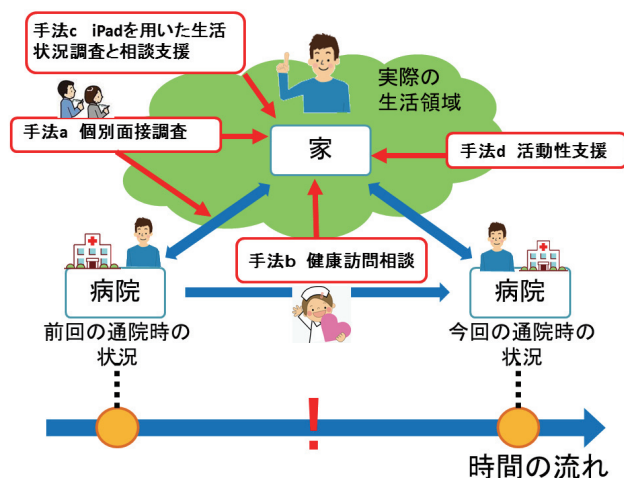 手法c iPadを用いた生活
状況調査と相談支援
実際の
生活領域
手法a 個別面接調査
家
手法d 活動性支援
手法b 健康訪問相談
病院
病院
前回の通院時の
状況
今回の通院時の
状況
!
時間の流れ